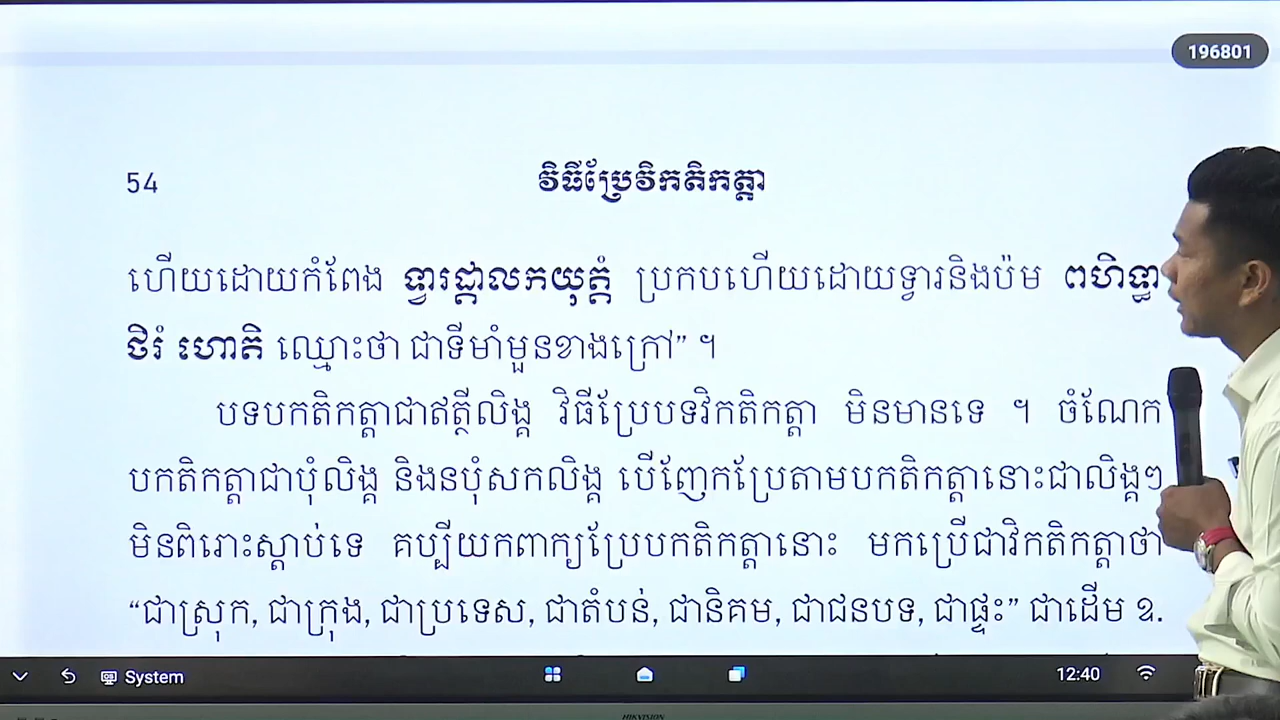 196801
54 វិធីប្រែវិកតិកត្តា
ហើយដោយកំពែង ទ្វារដ្ដាលកយុត្តំ ប្រកបហើយដោយទ្វារនិងប៉ម ពហិទ្ធា
ថិរំ ហោតិ ឈ្មោះថា ជាទីមាំមួនខាងក្រៅ” ។
បទបកតិកត្តាជាឥត្ថីលិង្គ វិធីប្រែបទវិកតិកត្តា មិនមានទេ ។ ចំណែក
បកតិកត្តាជាបុំលិង្គ និងនបុំសកលិង្គ បើញែកប្រែតាមបកតិកត្តានោះជាលិង្គៗ
មិនពិរោះស្តាប់ទេ គប្បីយកពាក្យប្រែបកតិកត្តានោះ មកប្រើជាវិកតិកត្តាថា
“ជាស្រុក, ជាក្រុង, ជាប្រទេស, ជាតំបន់, ជានិគម, ជាជនបទ, ជាផ្ទះ” ជាដើម ឧ.
System 12:40
HIKVISION